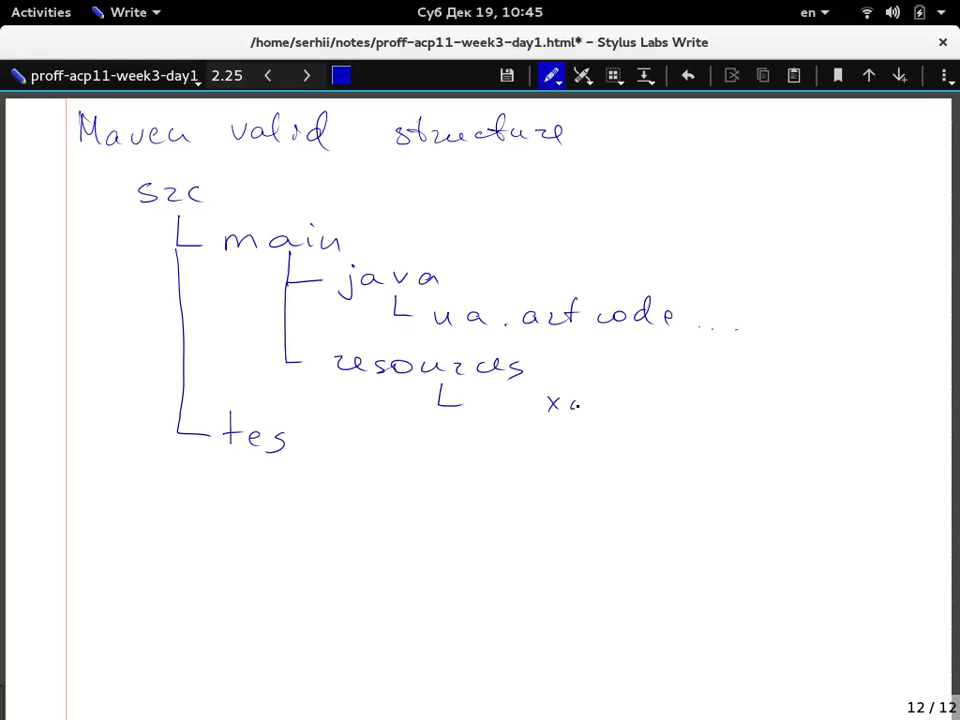 Activities Write Суб Дек 19, 10:45 en
/home/serhii/notes/proff-acp11-week3-day1.html* – Stylus Labs Write
proff-acp11-week3-day1 2.25
Maven valid structure
src
main
java
ua.artcode ...
resources
tes
12 / 12